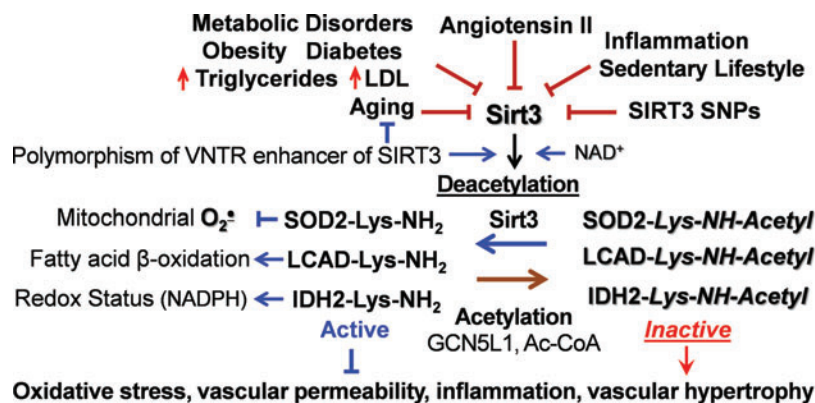 Metabolic Disorders
Obesity Diabetes
Triglycerides LDL
Aging
Angiotensin II
Inflammation
Sedentary Lifestyle
Sirt3
SIRT3 SNPs
Polymorphism of VNTR enhancer of SIRT3
NAD⁺
Deacetylation
Mitochondrial O₂•̲ SOD2-Lys-NH₂ Sirt3 SOD2-Lys-NH-Acetyl
Fatty acid β-oxidation LCAD-Lys-NH₂ LCAD-Lys-NH-Acetyl
Redox Status (NADPH) IDH2-Lys-NH₂ IDH2-Lys-NH-Acetyl
Active Acetylation Inactive
GCN5L1, Ac-CoA
Oxidative stress, vascular permeability, inflammation, vascular hypertrophy